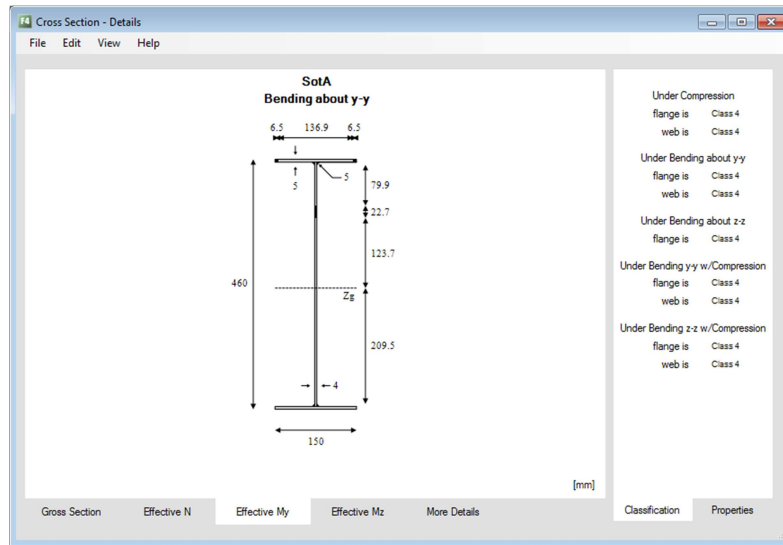 Cross Section - Details
File Edit View Help
SotA
Bending about y-y
6.5 136.9 6.5
5
5
79.9
22.7
123.7
460
Zg
209.5
4
150
[mm]
Under Compression
flange is Class 4
web is Class 4
Under Bending about y-y
flange is Class 4
web is Class 4
Under Bending about z-z
flange is Class 4
Under Bending y-y w/Compression
flange is Class 4
web is Class 4
Under Bending z-z w/Compression
flange is Class 4
web is Class 4
Gross Section Effective N Effective My Effective Mz More Details
Classification Properties